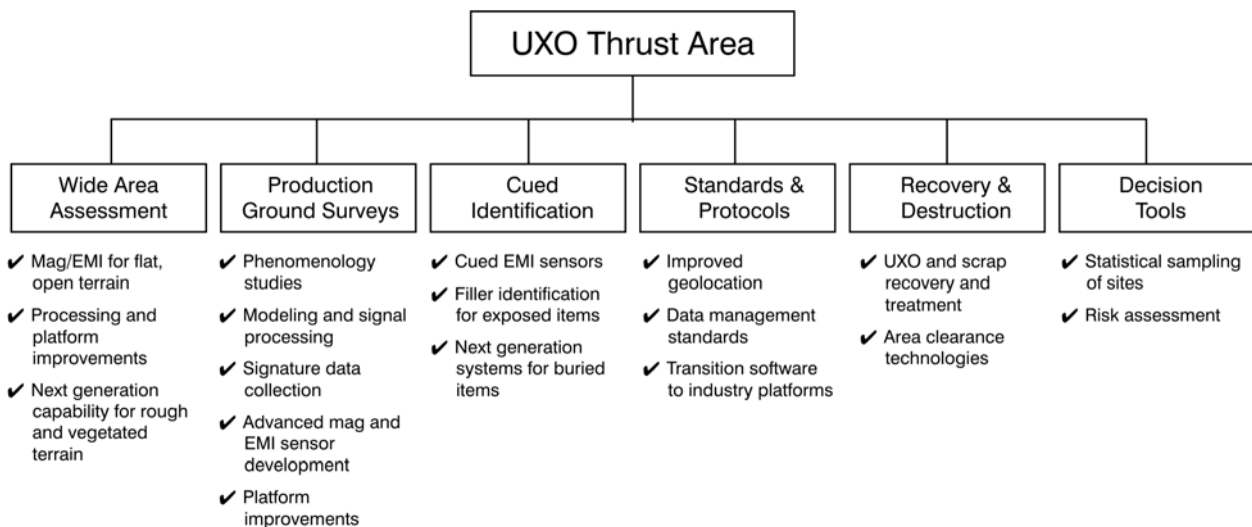 UXO Thrust Area
Wide Area
Assessment
✔ Mag/EMI for flat,
open terrain
✔ Processing and
platform
improvements
✔ Next generation
capability for rough
and vegetated
terrain
Production
Ground Surveys
✔ Phenomenology
studies
✔ Modeling and signal
processing
✔ Signature data
collection
✔ Advanced mag and
EMI sensor
development
✔ Platform
improvements
Cued
Identification
✔ Cued EMI sensors
✔ Filler identification
for exposed items
✔ Next generation
systems for buried
items
Standards &
Protocols
✔ Improved
geolocation
✔ Data management
standards
✔ Transition software
to industry platforms
Recovery &
Destruction
✔ UXO and scrap
recovery and
treatment
✔ Area clearance
technologies
Decision
Tools
✔ Statistical sampling
of sites
✔ Risk assessment